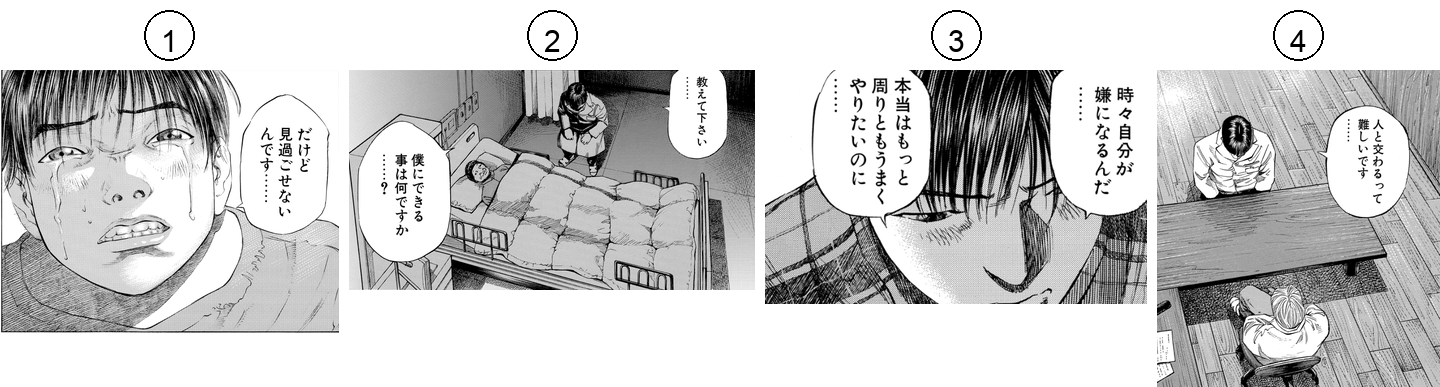 1
だけど
見過ごせない
んです……
2
教えて下さい
……
僕にできる
事は何ですか
……?
3
時々自分が
嫌になるんだ
……
本当はもっと
周りともうまく
やりたいのに
……
4
人と交わるって
難しいです
……